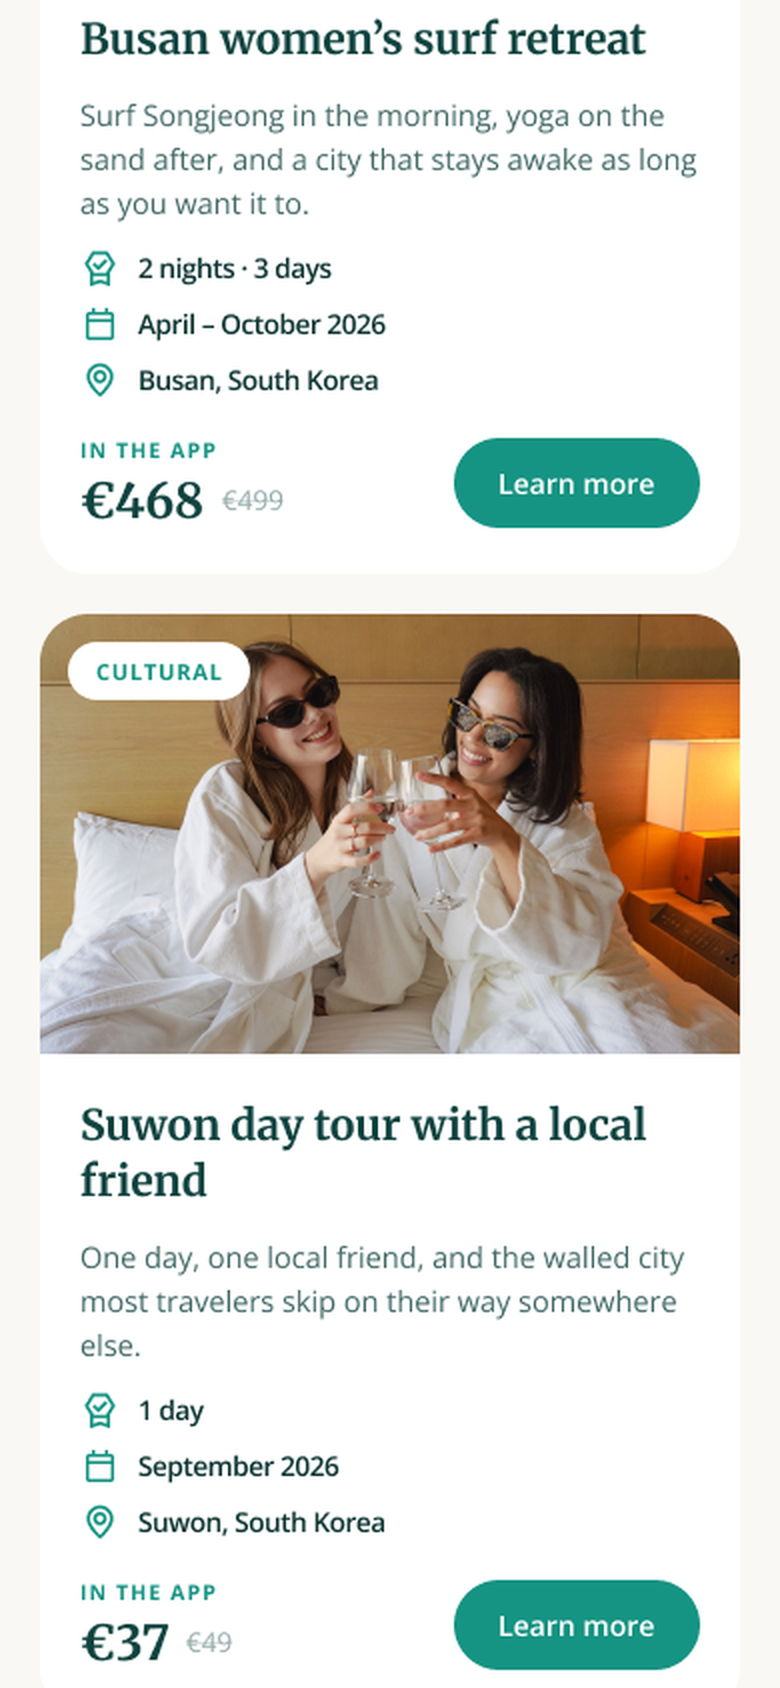 Busan women’s surf retreat
Surf Songjeong in the morning, yoga on the
sand after, and a city that stays awake as long
as you want it to.
2 nights · 3 days
April – October 2026
Busan, South Korea
IN THE APP
€468 €499
Learn more
CULTURAL
Suwon day tour with a local
friend
One day, one local friend, and the walled city
most travelers skip on their way somewhere
else.
1 day
September 2026
Suwon, South Korea
IN THE APP
€37 €49
Learn more